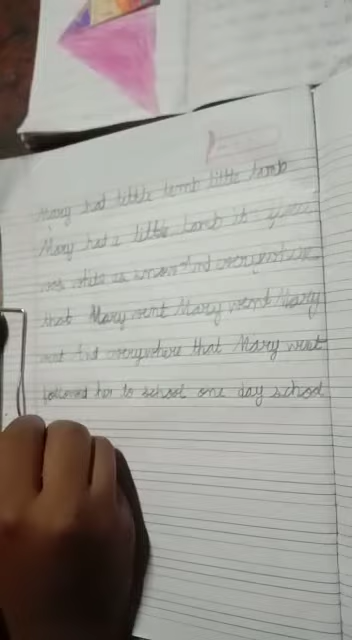 Mary had little lamb little lamb
Mary had a little lamb it
was white as snow And everywhere
that Mary went Mary went Mary
went And everywhere that Mary went
followed her to school one day school